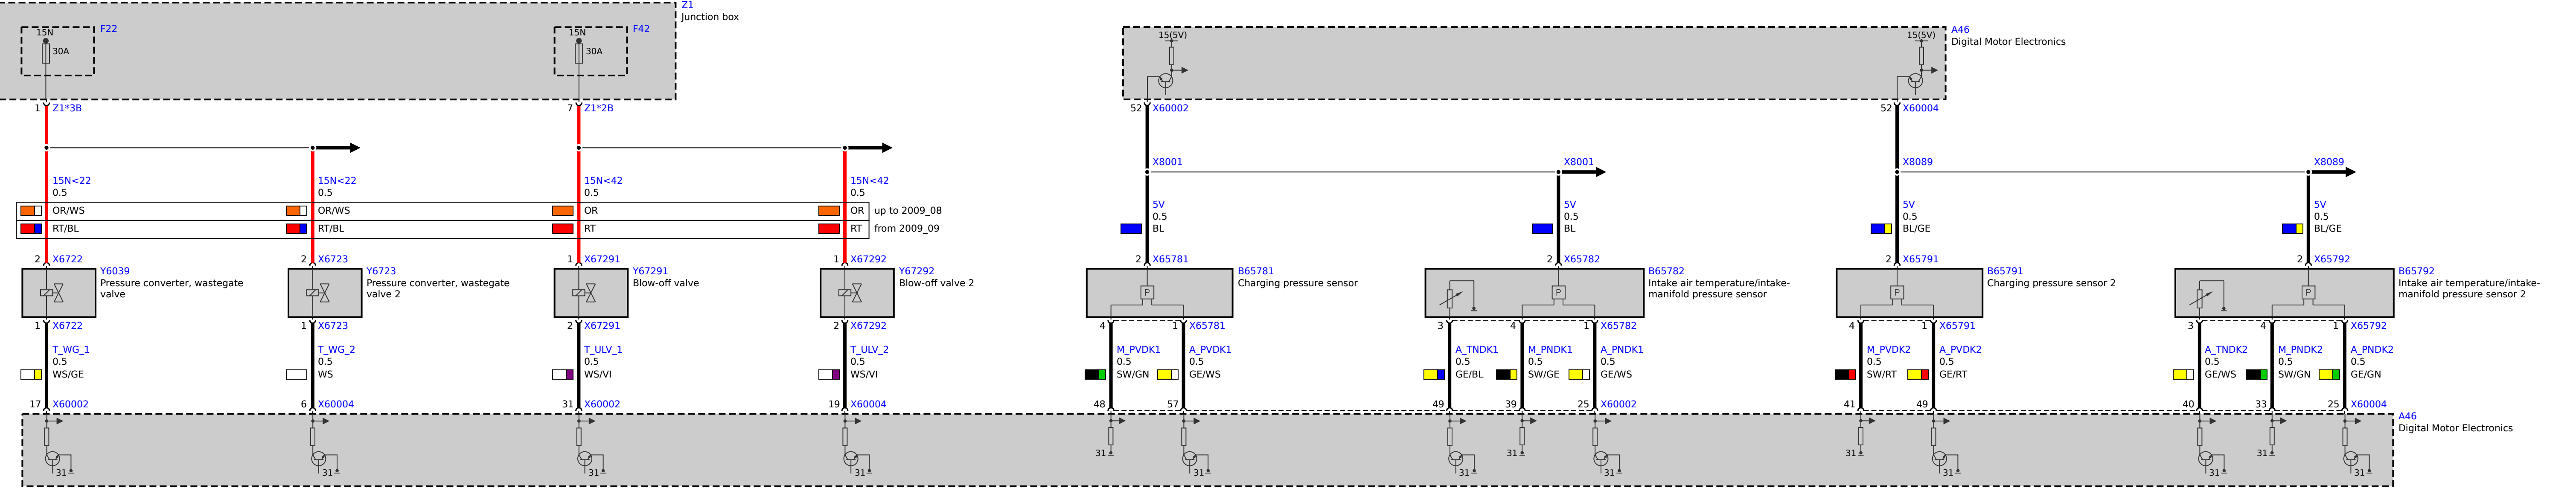 Z1
Junction box
15N
F22
30A
15N
F42
30A
15(5V)
15(5V)
A46
Digital Motor Electronics
1 Z1*3B
7 Z1*2B
52 X60002
52 X60004
X8001
X8001
X8089
X8089
15N<22
0.5
15N<22
0.5
15N<42
0.5
15N<42
0.5
OR/WS
OR/WS
OR
OR
up to 2009_08
RT/BL
RT/BL
RT
RT
from 2009_09
5V
0.5
BL
5V
0.5
BL
5V
0.5
BL/GE
5V
0.5
BL/GE
2 X6722
2 X6723
1 X67291
1 X67292
2 X65781
2 X65782
2 X65791
2 X65792
Y6039
Pressure converter, wastegate
valve
Y6723
Pressure converter, wastegate
valve 2
Y67291
Blow-off valve
Y67292
Blow-off valve 2
P
B65781
Charging pressure sensor
P
B65782
Intake air temperature/intake-
manifold pressure sensor
P
B65791
Charging pressure sensor 2
P
B65792
Intake air temperature/intake-
manifold pressure sensor 2
1 X6722
1 X6723
2 X67291
2 X67292
4
1 X65781
3
4
1 X65782
4
1 X65791
3
4
1 X65792
T_WG_1
0.5
WS/GE
T_WG_2
0.5
WS
T_ULV_1
0.5
WS/VI
T_ULV_2
0.5
WS/VI
M_PVDK1
0.5
SW/GN
A_PVDK1
0.5
GE/WS
A_TNDK1
0.5
GE/BL
M_PNDK1
0.5
SW/GE
A_PNDK1
0.5
GE/WS
M_PVDK2
0.5
SW/RT
A_PVDK2
0.5
GE/RT
A_TNDK2
0.5
GE/WS
M_PNDK2
0.5
SW/GN
A_PNDK2
0.5
GE/GN
17 X60002
6 X60004
31 X60002
19 X60004
48
57
49
39
25 X60002
41
49
40
33
25 X60004
A46
Digital Motor Electronics
31
31
31
31
31
31
31
31
31
31
31
31
31
31